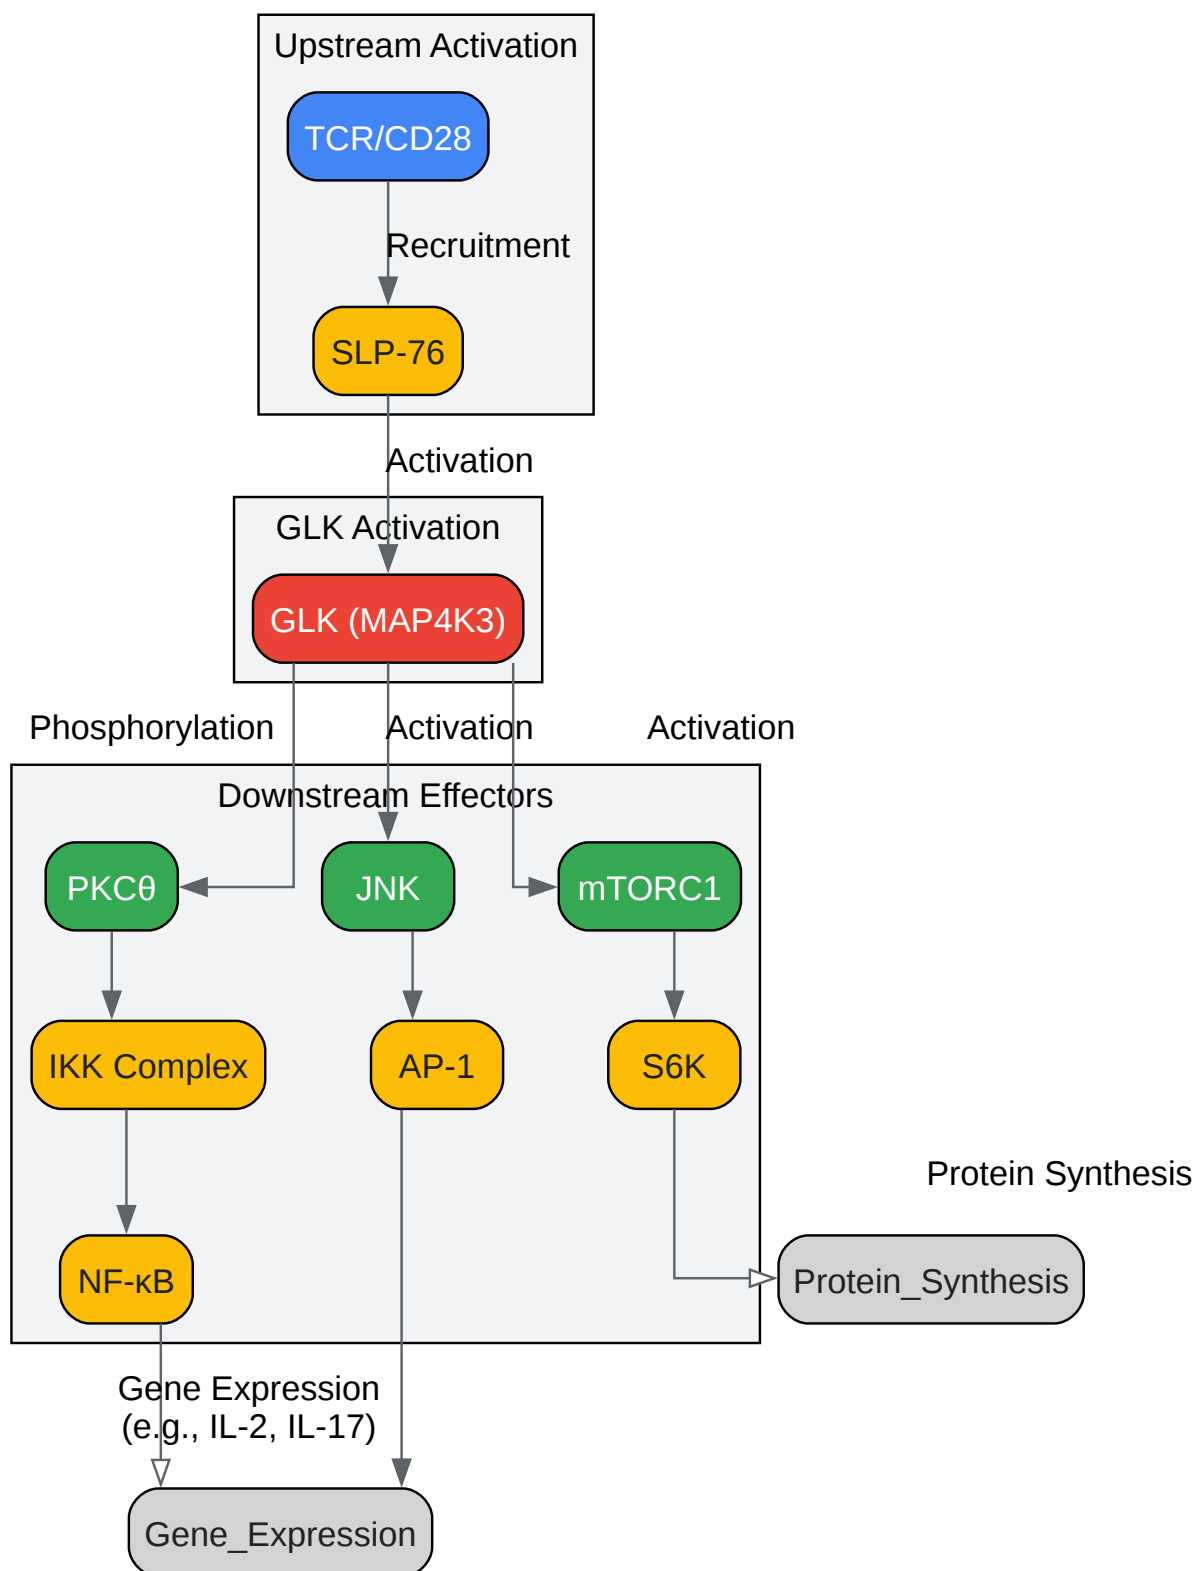 Upstream Activation
TCR/CD28
Recruitment
SLP-76
Activation
GLK Activation
GLK (MAP4K3)
Phosphorylation
Activation
Activation
Downstream Effectors
PKCθ
JNK
mTORC1
IKK Complex
AP-1
S6K
Protein Synthesis
NF-κB
Protein_Synthesis
Gene Expression
(e.g., IL-2, IL-17)
Gene_Expression